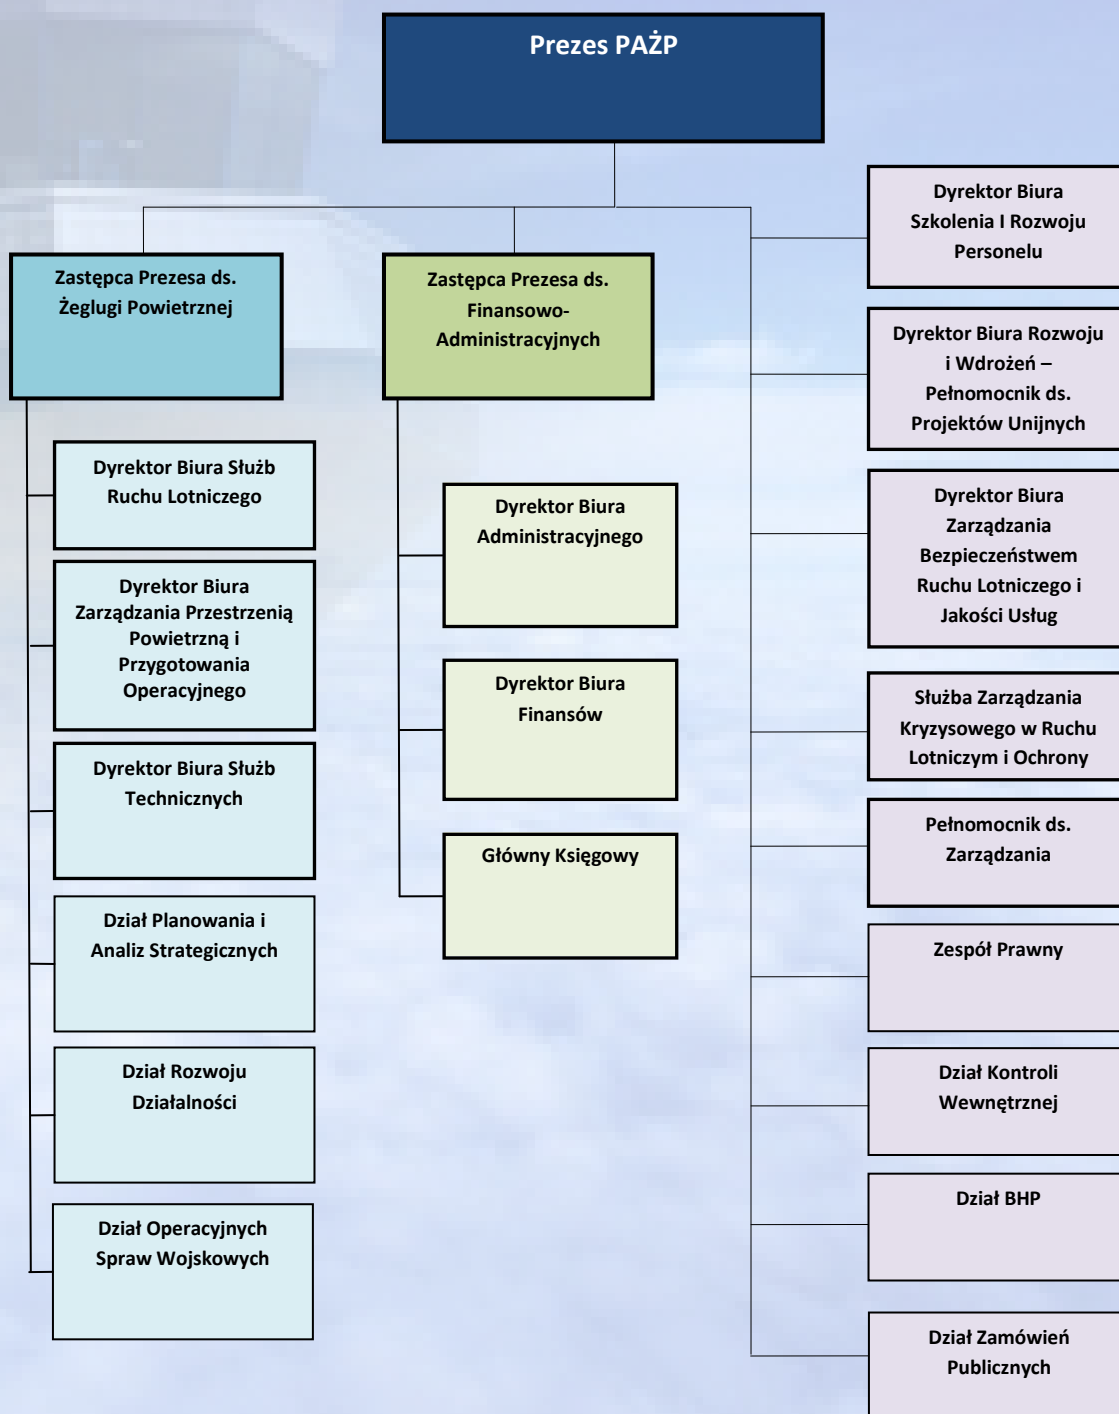 Prezes PAŻP
Zastępca Prezesa ds.
Żeglugi Powietrznej
Dyrektor Biura Służb
Ruchu Lotniczego
Dyrektor Biura
Zarządzania Przestrzenią
Powietrzną i
Przygotowania
Operacyjnego
Dyrektor Biura Służb
Technicznych
Dział Planowania i
Analiz Strategicznych
Dział Rozwoju
Działalności
Dział Operacyjnych
Spraw Wojskowych
Zastępca Prezesa ds.
Finansowo-
Administracyjnych
Dyrektor Biura
Administracyjnego
Dyrektor Biura
Finansów
Główny Księgowy
Dyrektor Biura
Szkolenia I Rozwoju
Personelu
Dyrektor Biura Rozwoju
i Wdrożeń –
Pełnomocnik ds.
Projektów Unijnych
Dyrektor Biura
Zarządzania
Bezpieczeństwem
Ruchu Lotniczego i
Jakości Usług
Służba Zarządzania
Kryzysowego w Ruchu
Lotniczym i Ochrony
Pełnomocnik ds.
Zarządzania
Zespół Prawny
Dział Kontroli
Wewnętrznej
Dział BHP
Dział Zamówień
Publicznych